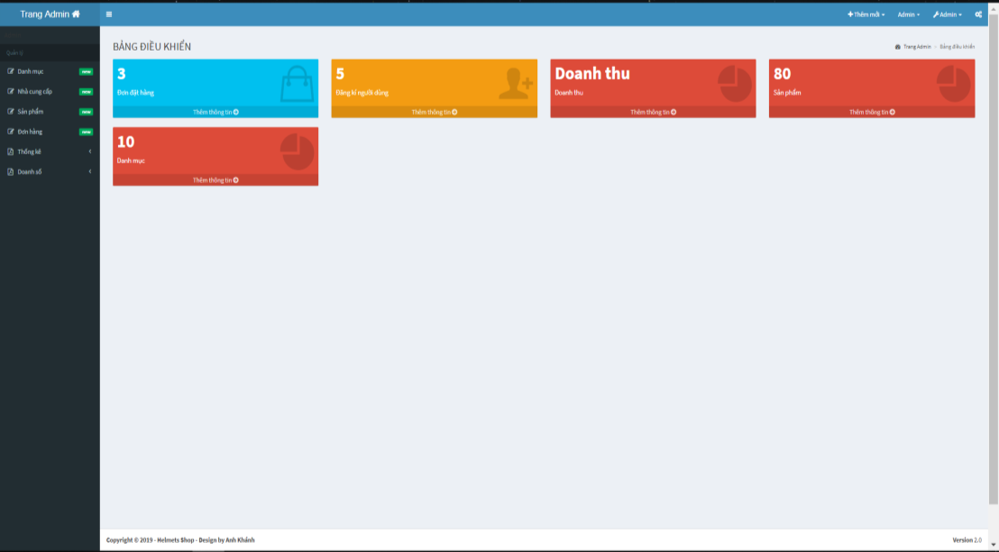 Trang Admin
Thêm mới
Admin
Admin
Quản lý
Danh mục new
Nhà cung cấp new
Sản phẩm new
Đơn hàng new
Thống kê
Doanh số
BẢNG ĐIỀU KHIỂN
Trang Admin > Bảng điều khiển
3
Đơn đặt hàng
Thêm thông tin
5
Đăng kí người dùng
Thêm thông tin
Doanh thu
Doanh thu
Thêm thông tin
80
Sản phẩm
Thêm thông tin
10
Danh mục
Thêm thông tin
Copyright © 2019 - Helmets Shop - Design by Anh Khánh
Version 2.0